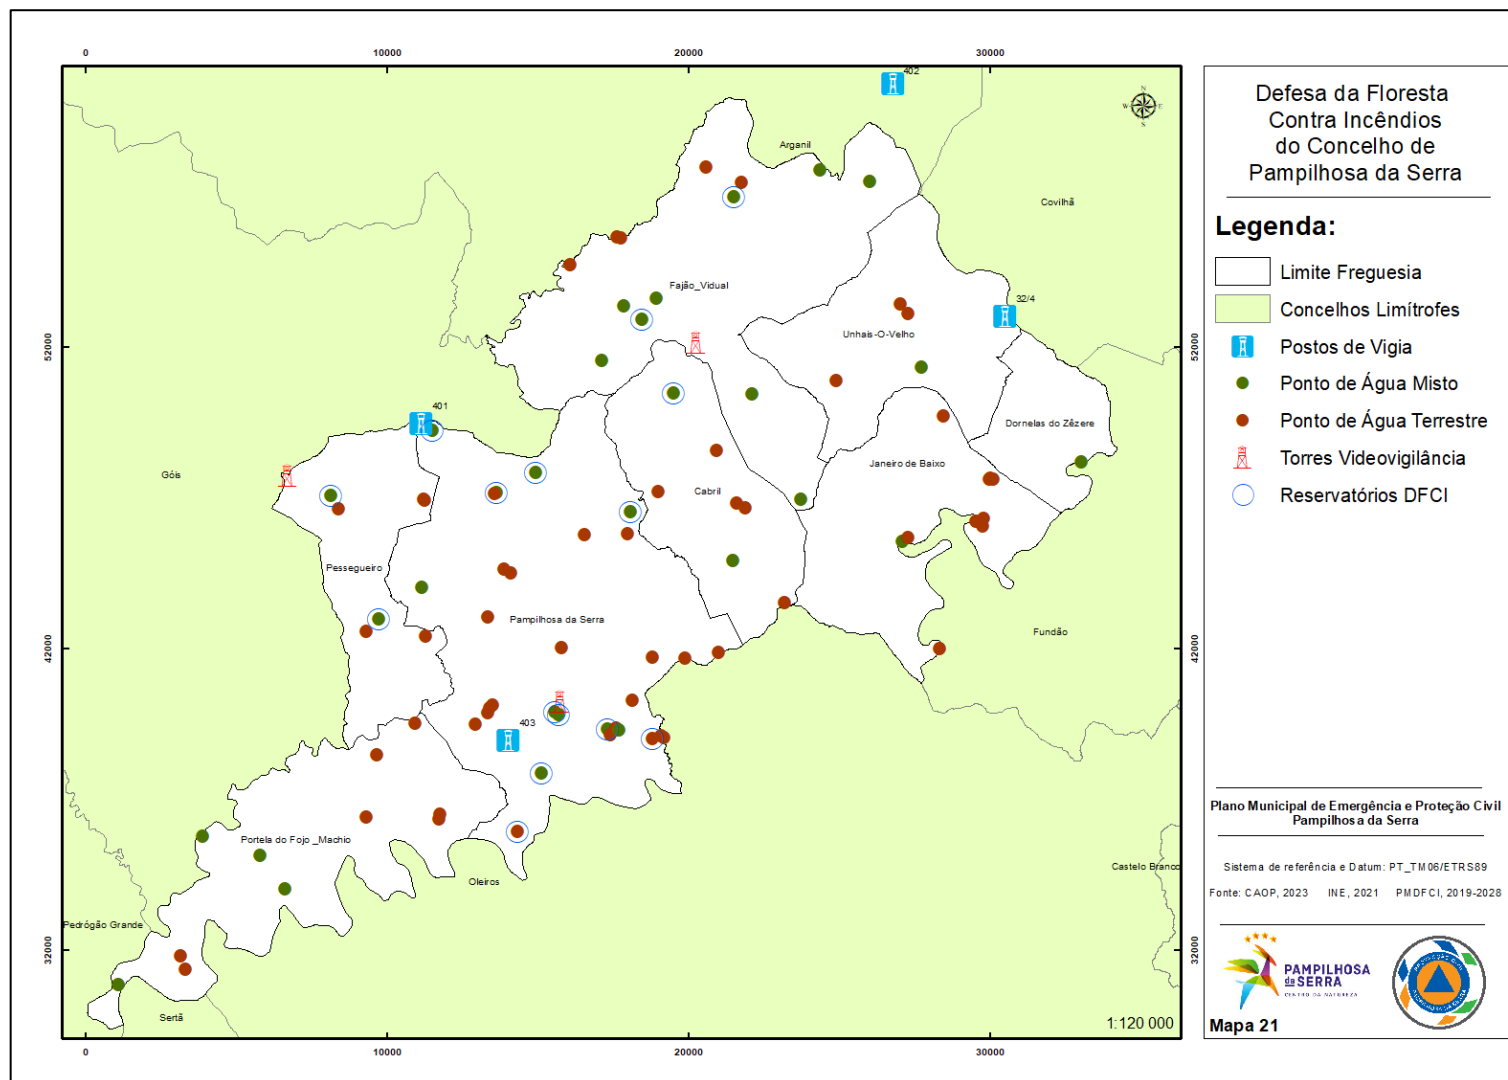 0
10000
20000
30000
402
Arganil
Covilhã
Fajão_Vidual
32/4
Unhais-O-Velho
52000
52000
401
Dornelas do Zêzere
Góis
Janeiro de Baixo
Cabril
Pessegueiro
Pampilhosa da Serra
Fundão
42000
42000
403
Portela do Fojo _Machio
Castelo Branco
Oleiros
Pedrógão Grande
32000
32000
Sertã
1:120 000
0
10000
20000
30000
N
W
E
S
Defesa da Floresta
Contra Incêndios
do Concelho de
Pampilhosa da Serra
Legenda:
Limite Freguesia
Concelhos Limítrofes
Postos de Vigia
Ponto de Água Misto
Ponto de Água Terrestre
Torres Videovigilância
Reservatórios DFCI
Plano Municipal de Emergência e Proteção Civil
Pampilhosa da Serra
Sistema de referência e Datum: PT_TM06/ETRS89
Fonte: CAOP, 2023 INE, 2021 PMDFCI, 2019-2028
PAMPILHOSA
da SERRA
CENTRO DA NATUREZA
Mapa 21